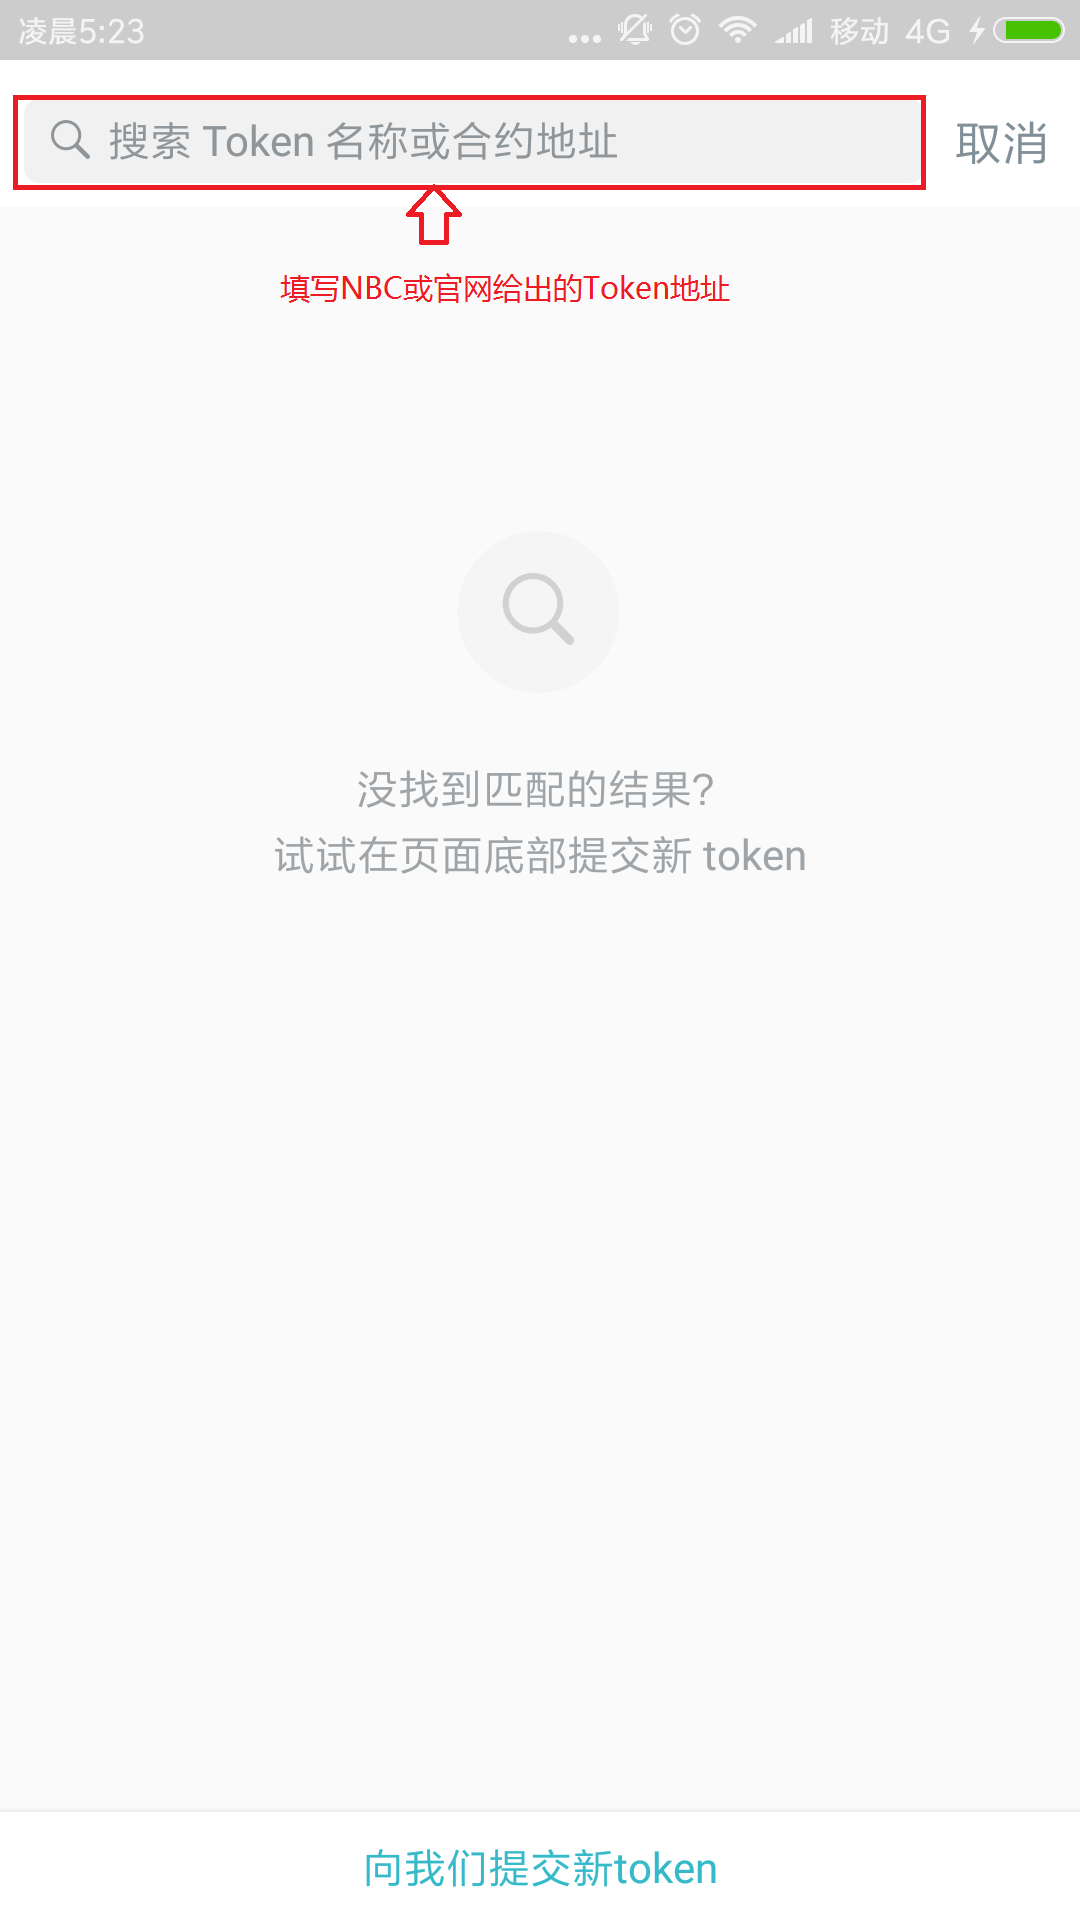 凌晨5:23
... 移动 4G
搜索 Token 名称或合约地址
取消
填写NBC或官网给出的Token地址
没找到匹配的结果?
试试在页面底部提交新 token
向我们提交新token